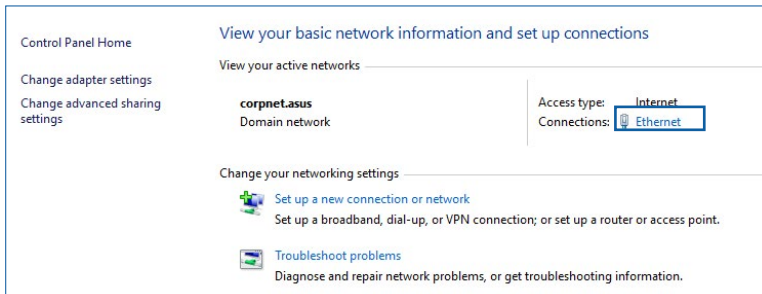 Control Panel Home
Change adapter settings
Change advanced sharing
settings
View your basic network information and set up connections
View your active networks
corpnet.asus
Domain network
Access type: Internet
Connections: Ethernet
Change your networking settings
Set up a new connection or network
Set up a broadband, dial-up, or VPN connection; or set up a router or access point.
Troubleshoot problems
Diagnose and repair network problems, or get troubleshooting information.